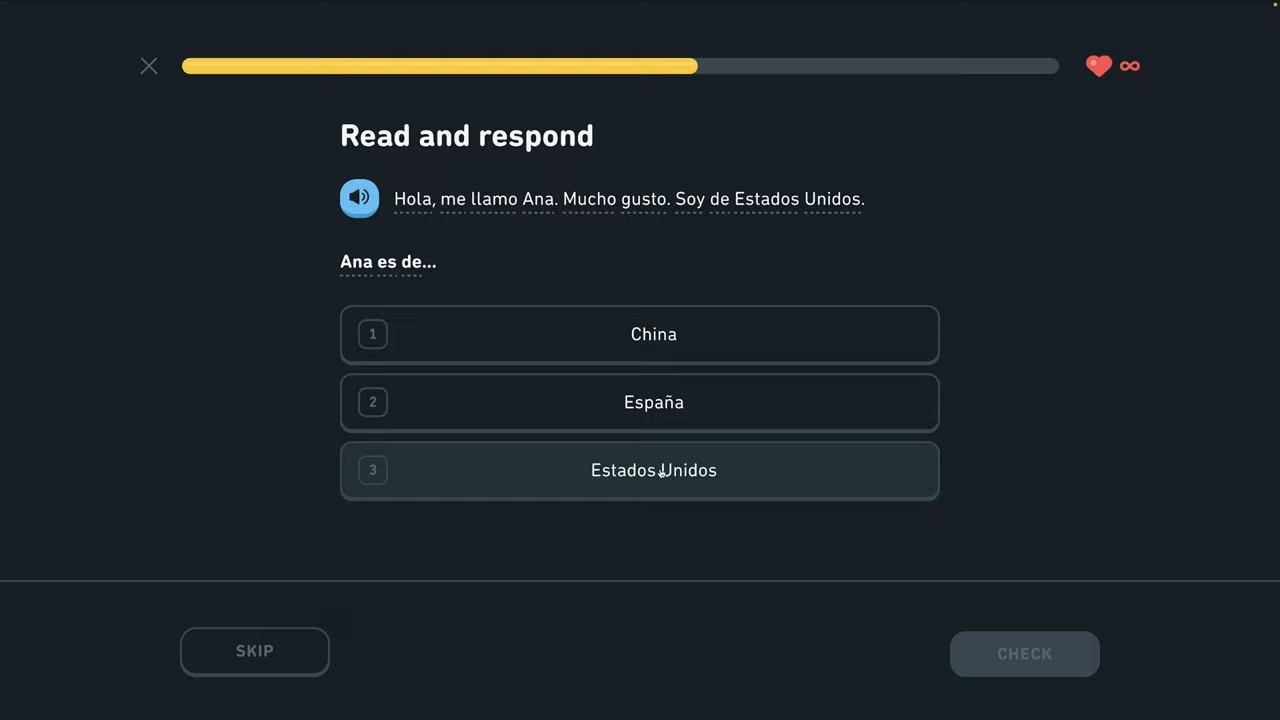 ∞
Read and respond
Hola, me llamo Ana. Mucho gusto. Soy de Estados Unidos.
Ana es de...
1 China
2 España
3 Estados Unidos
SKIP
CHECK